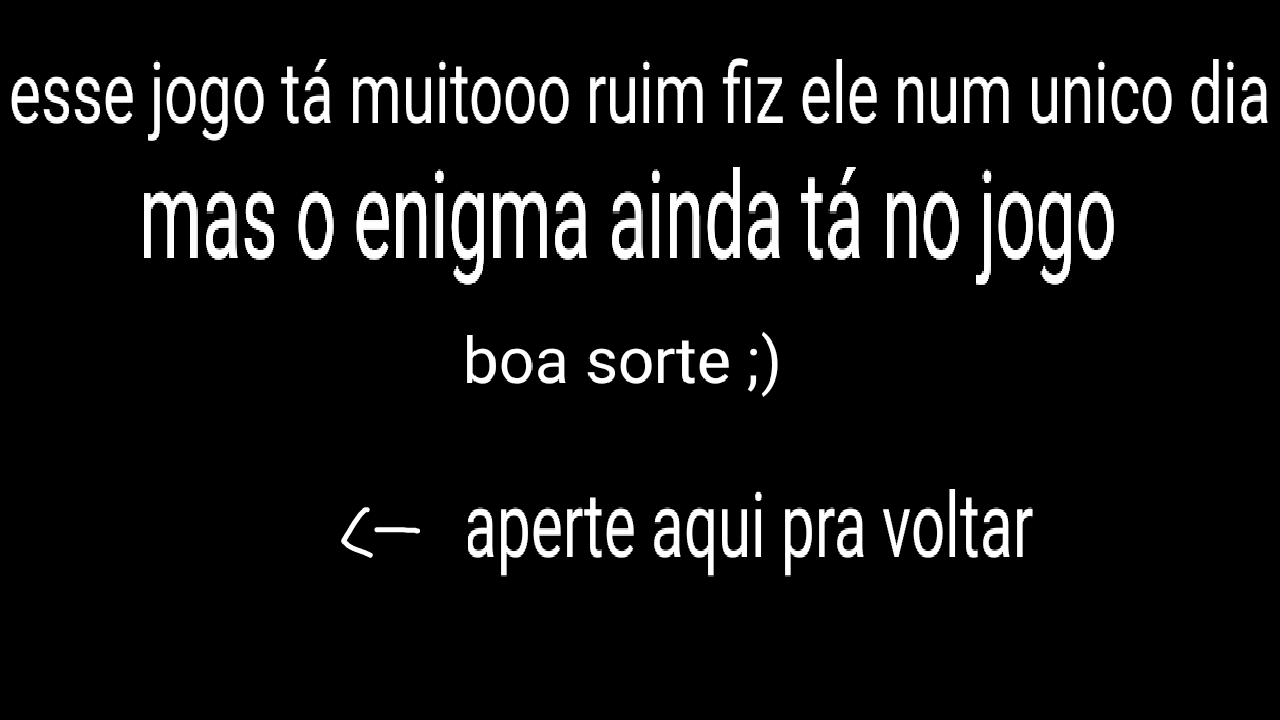 esse jogo tá muitooo ruim fiz ele num unico dia
mas o enigma ainda tá no jogo
boa sorte ;)
<- aperte aqui pra voltar